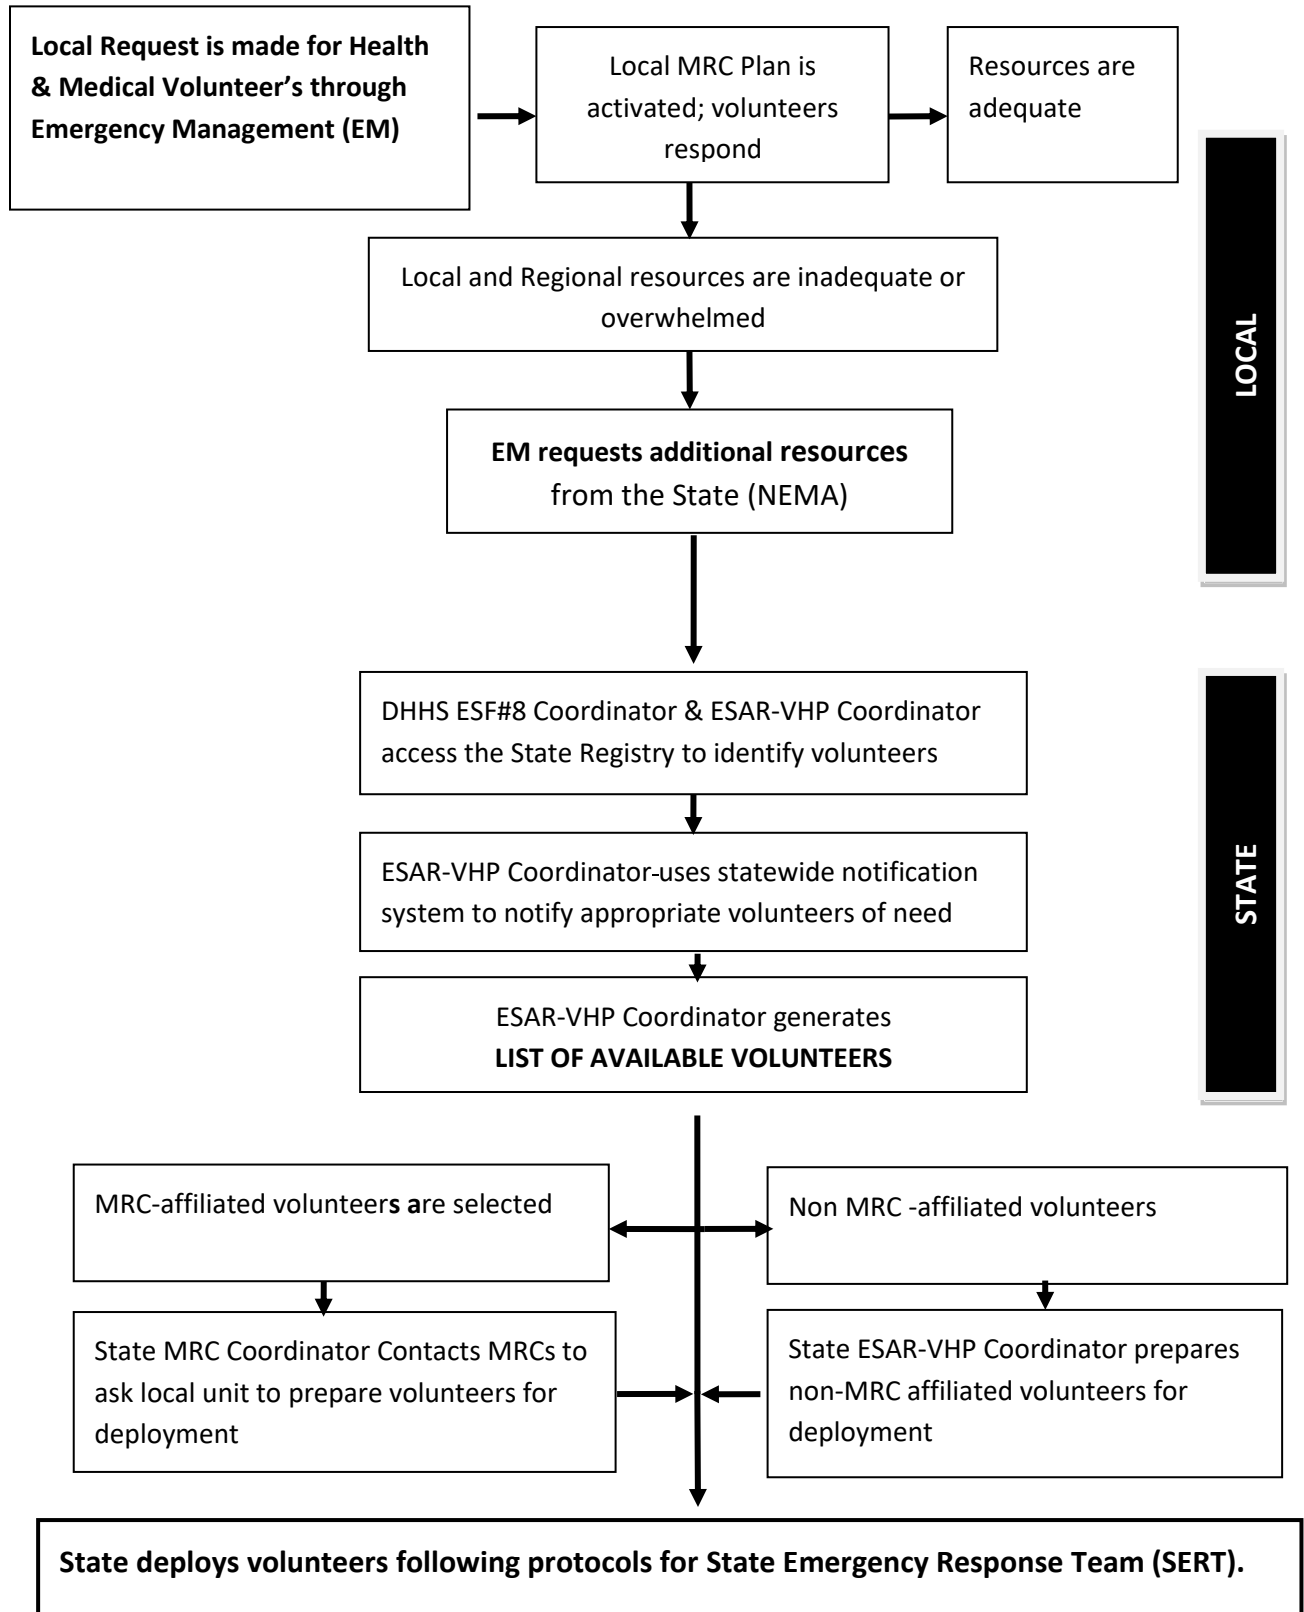 Local Request is made for Health
& Medical Volunteer’s through
Emergency Management (EM)
Local MRC Plan is
activated; volunteers
respond
Resources are
adequate
Local and Regional resources are inadequate or
overwhelmed
EM requests additional resources
from the State (NEMA)
LOCAL
DHHS ESF#8 Coordinator & ESAR-VHP Coordinator
access the State Registry to identify volunteers
ESAR-VHP Coordinator-uses statewide notification
system to notify appropriate volunteers of need
ESAR-VHP Coordinator generates
LIST OF AVAILABLE VOLUNTEERS
STATE
MRC-affiliated volunteers are selected
Non MRC -affiliated volunteers
State MRC Coordinator Contacts MRCs to
ask local unit to prepare volunteers for
deployment
State ESAR-VHP Coordinator prepares
non-MRC affiliated volunteers for
deployment
State deploys volunteers following protocols for State Emergency Response Team (SERT).